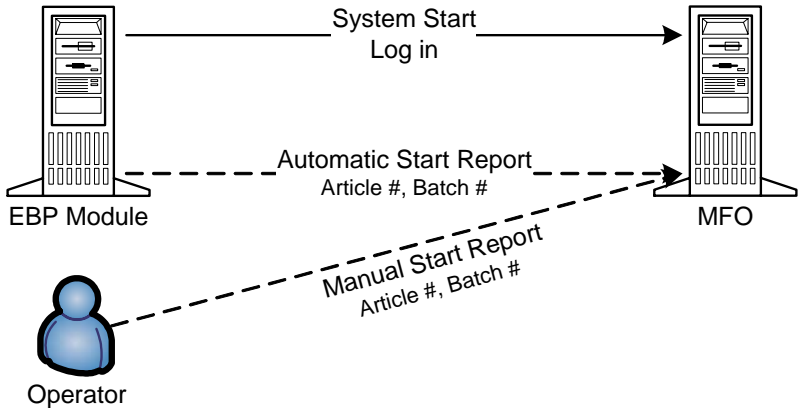 System Start
Log in
Automatic Start Report
Article #, Batch #
EBP Module
MFO
Manual Start Report
Article #, Batch #
Operator